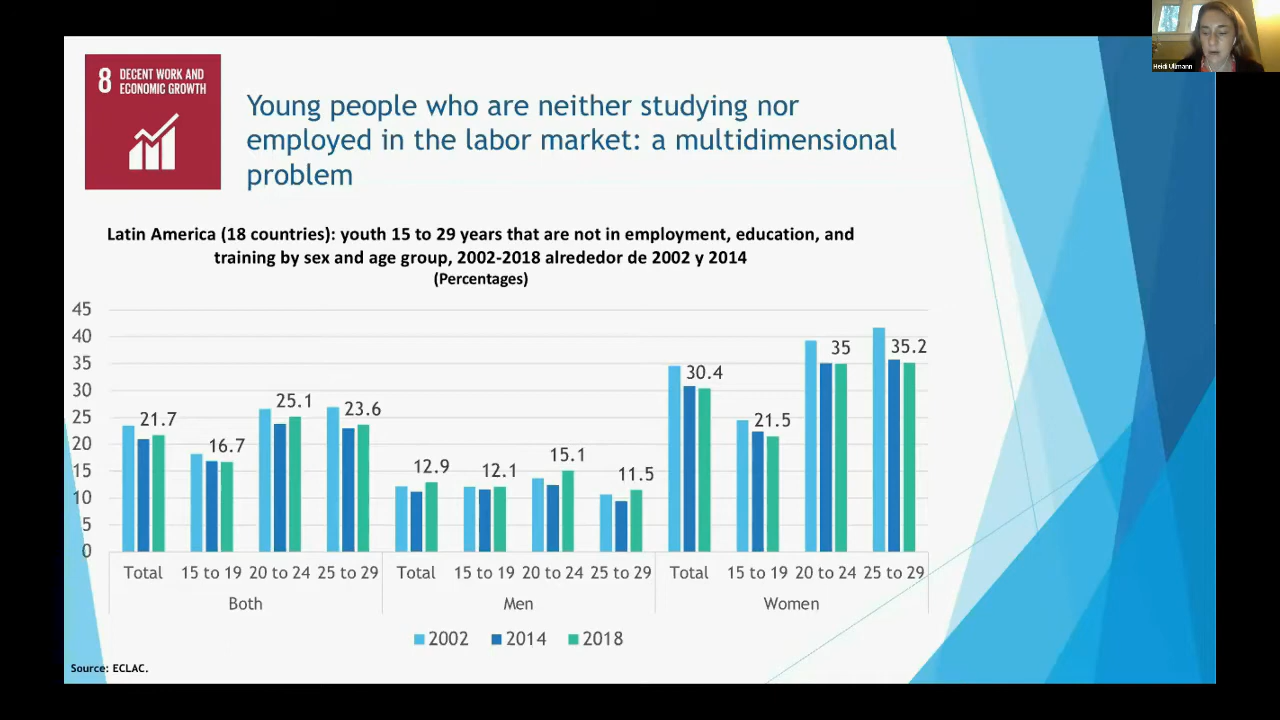 Heidi Ullmann
8 DECENT WORK AND
ECONOMIC GROWTH
Young people who are neither studying nor
employed in the labor market: a multidimensional
problem
Latin America (18 countries): youth 15 to 29 years that are not in employment, education, and
training by sex and age group, 2002-2018 alrededor de 2002 y 2014
(Percentages)
45
40
35
30
25
20
15
10
5
0
21.7
16.7
25.1
23.6
12.9
12.1
15.1
11.5
30.4
21.5
35
35.2
Total 15 to 19 20 to 24 25 to 29 Total 15 to 19 20 to 24 25 to 29 Total 15 to 19 20 to 24 25 to 29
Both Men Women
2002 2014 2018
Source: ECLAC.